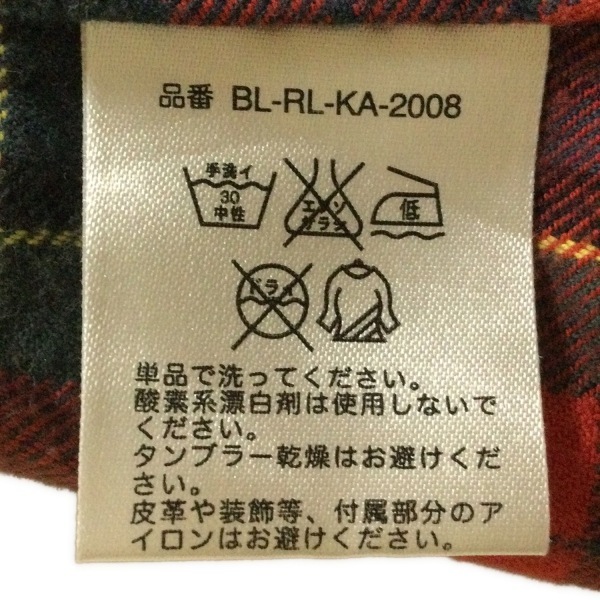 品番 BL-RL-KA-2008
手洗イ
30
中性
エンソ
サラシ
低
ドライ
単品で洗ってください。
酸素系漂白剤は使用しないで
ください。
タンブラー乾燥はお避けくだ
さい。
皮革や装飾等、付属部分のア
イロンはお避けください。